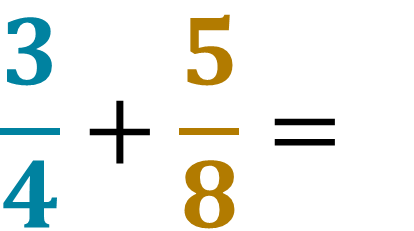 3/4 + 5/8 =